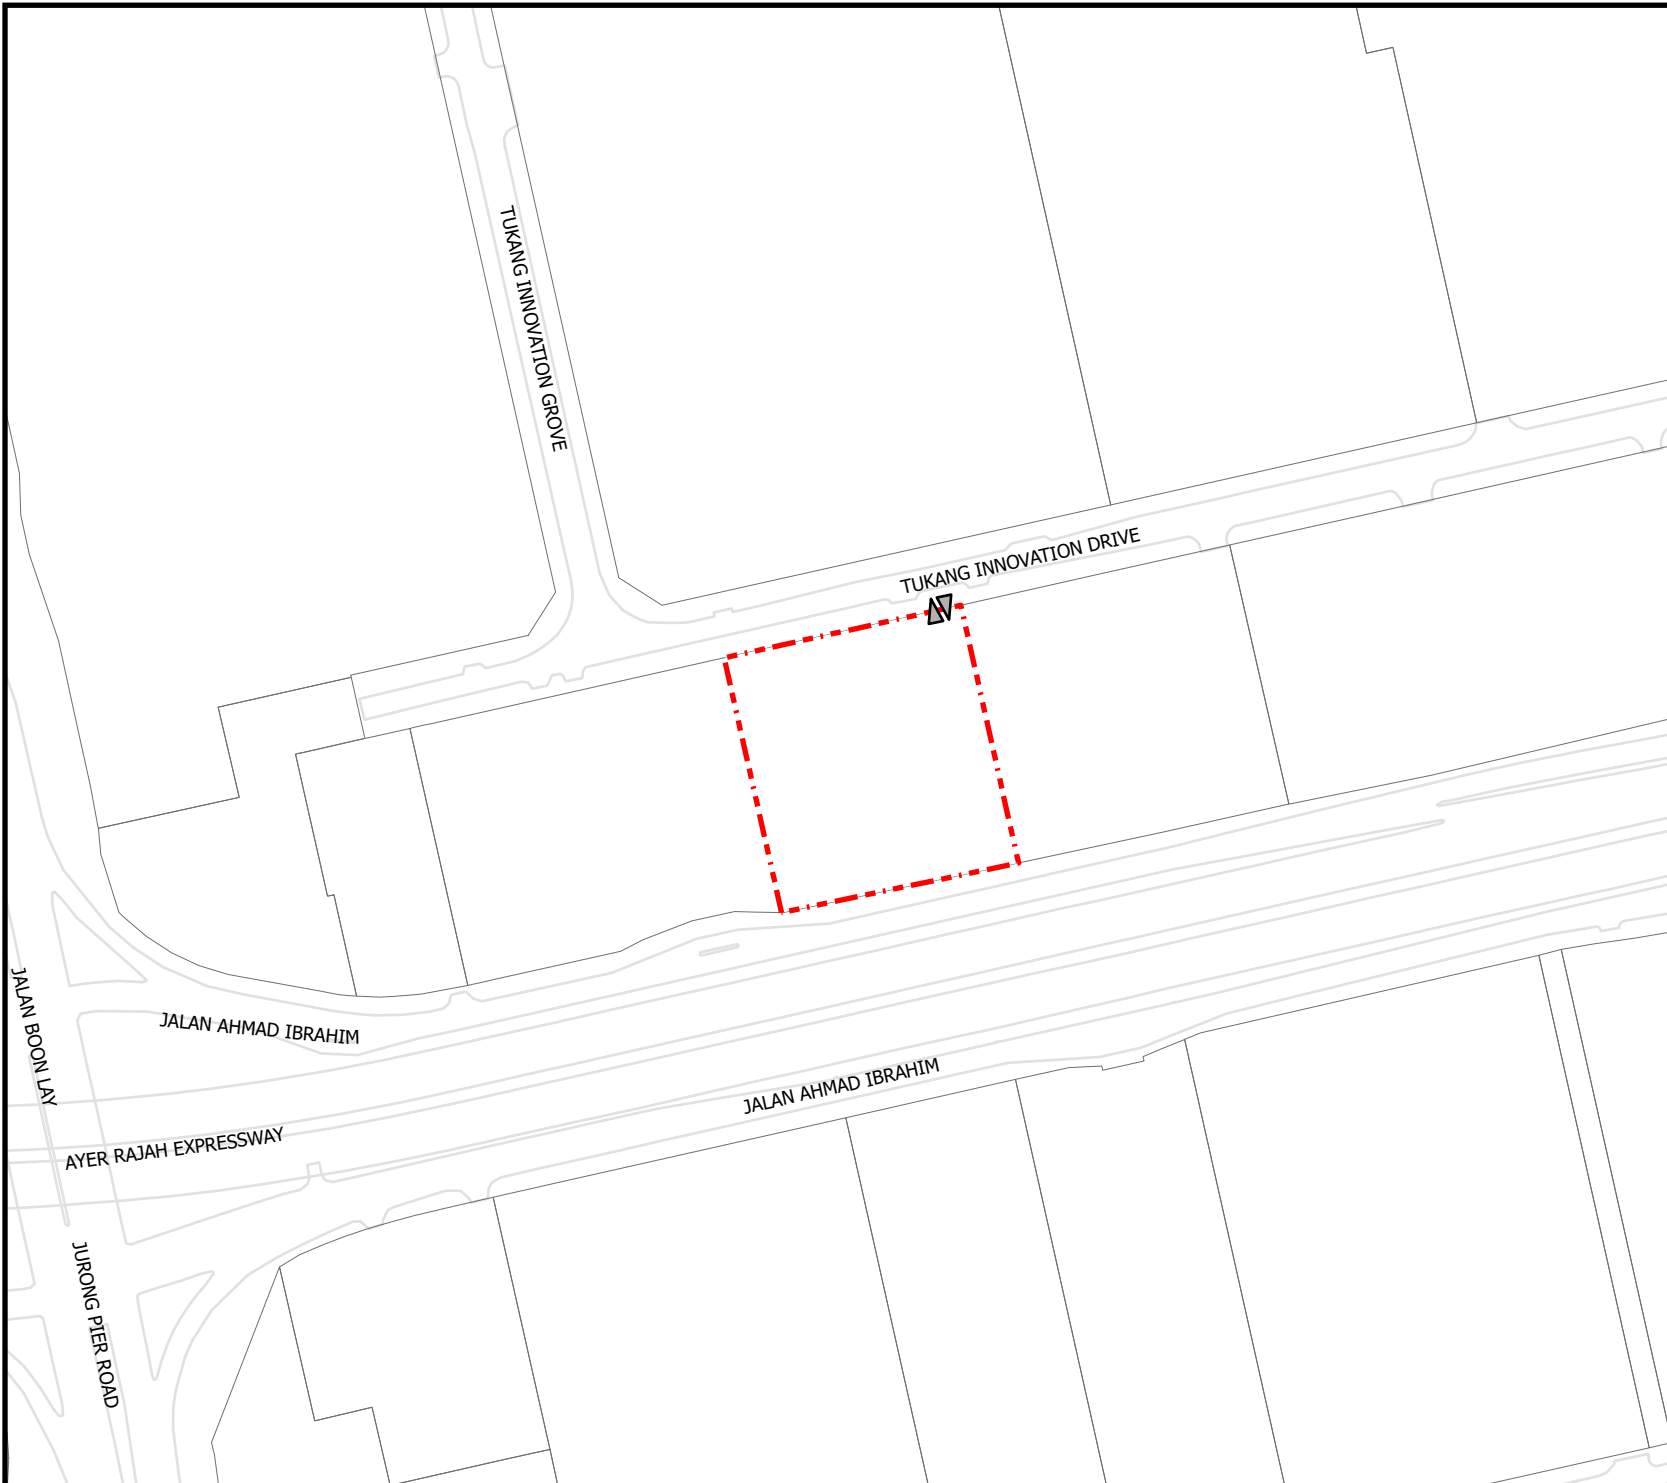 TUKANG INNOVATION GROVE
TUKANG INNOVATION DRIVE
JALAN BOON LAY
JALAN AHMAD IBRAHIM
JALAN AHMAD IBRAHIM
AYER RAJAH EXPRESSWAY
JURONG PIER ROAD